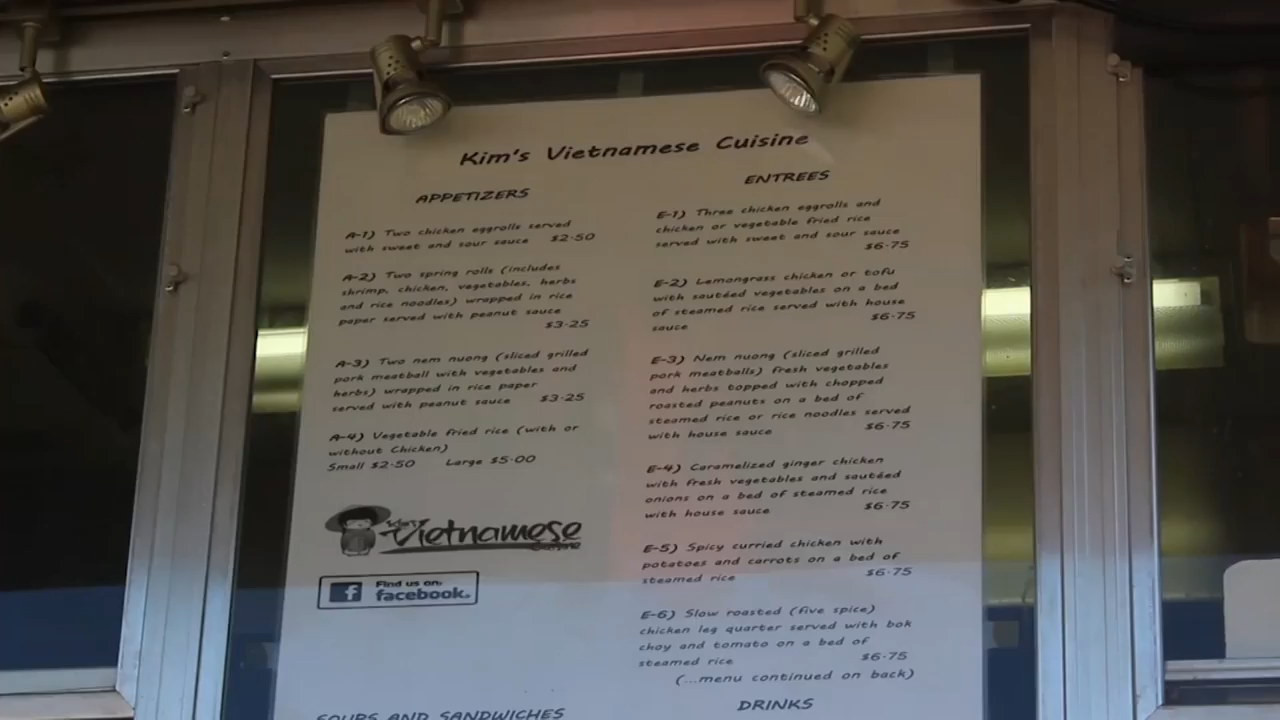 Kim's Vietnamese Cuisine
APPETIZERS
A-1) Two chicken eggrolls served
with sweet and sour sauce $2.50
A-2) Two spring rolls (includes
shrimp, chicken, vegetables, herbs
and rice noodles) wrapped in rice
paper served with peanut sauce
$3.25
A-3) Two nem nuong (sliced grilled
pork meatball with vegetables and
herbs) wrapped in rice paper
served with peanut sauce $3.25
A-4) Vegetable fried rice (with or
without Chicken)
Small $2.50 Large $5.00
Kim's
Vietnamese
Cuisine
Find us on:
facebook.
SOUPS AND SANDWICHES
ENTREES
E-1) Three chicken eggrolls and
chicken or vegetable fried rice
served with sweet and sour sauce
$6.75
E-2) Lemongrass chicken or tofu
with sautéed vegetables on a bed
of steamed rice served with house
sauce $6.75
E-3) Nem nuong (sliced grilled
pork meatballs) fresh vegetables
and herbs topped with chopped
roasted peanuts on a bed of
steamed rice or rice noodles served
with house sauce $6.75
E-4) Caramelized ginger chicken
with fresh vegetables and sautéed
onions on a bed of steamed rice
with house sauce $6.75
E-5) Spicy curried chicken with
potatoes and carrots on a bed of
steamed rice $6.75
E-6) Slow roasted (five spice)
chicken leg quarter served with bok
choy and tomato on a bed of
steamed rice $6.75
(...menu continued on back)
DRINKS